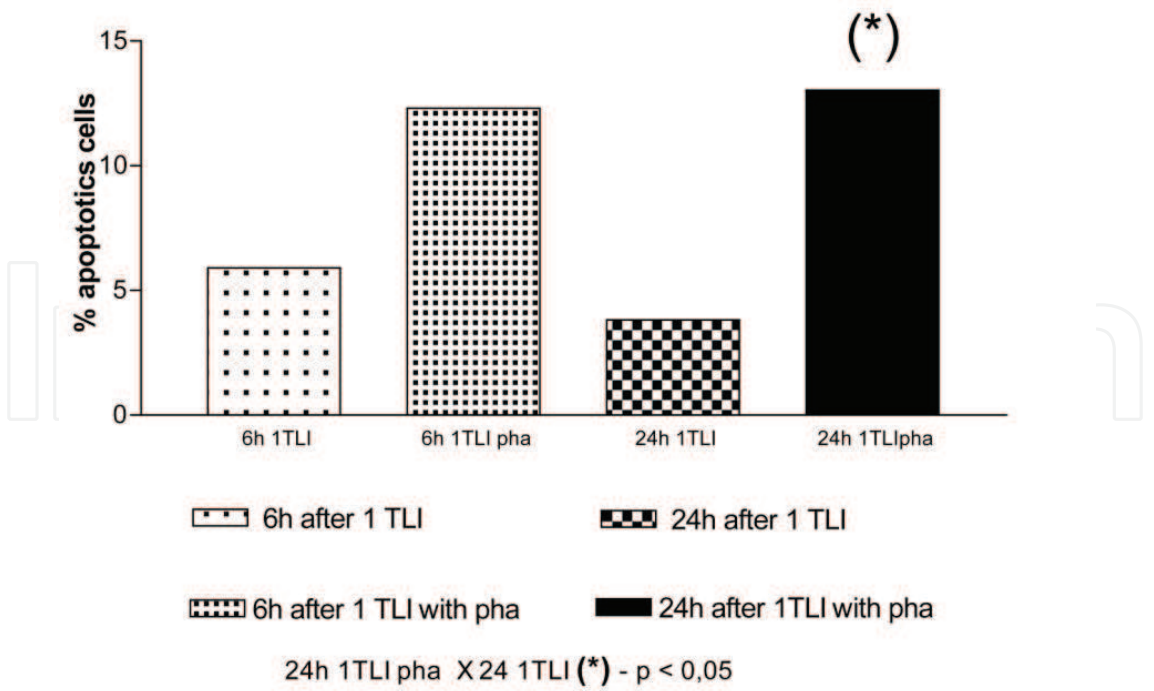 (*)
15
10
5
0
% apoptotics cells
6h 1TLI
6h 1TLI pha
24h 1TLI
24h 1TLIpha
6h after 1 TLI
24h after 1 TLI
6h after 1 TLI with pha
24h after 1TLI with pha
24h 1TLI pha X 24 1TLI (*) - p < 0,05